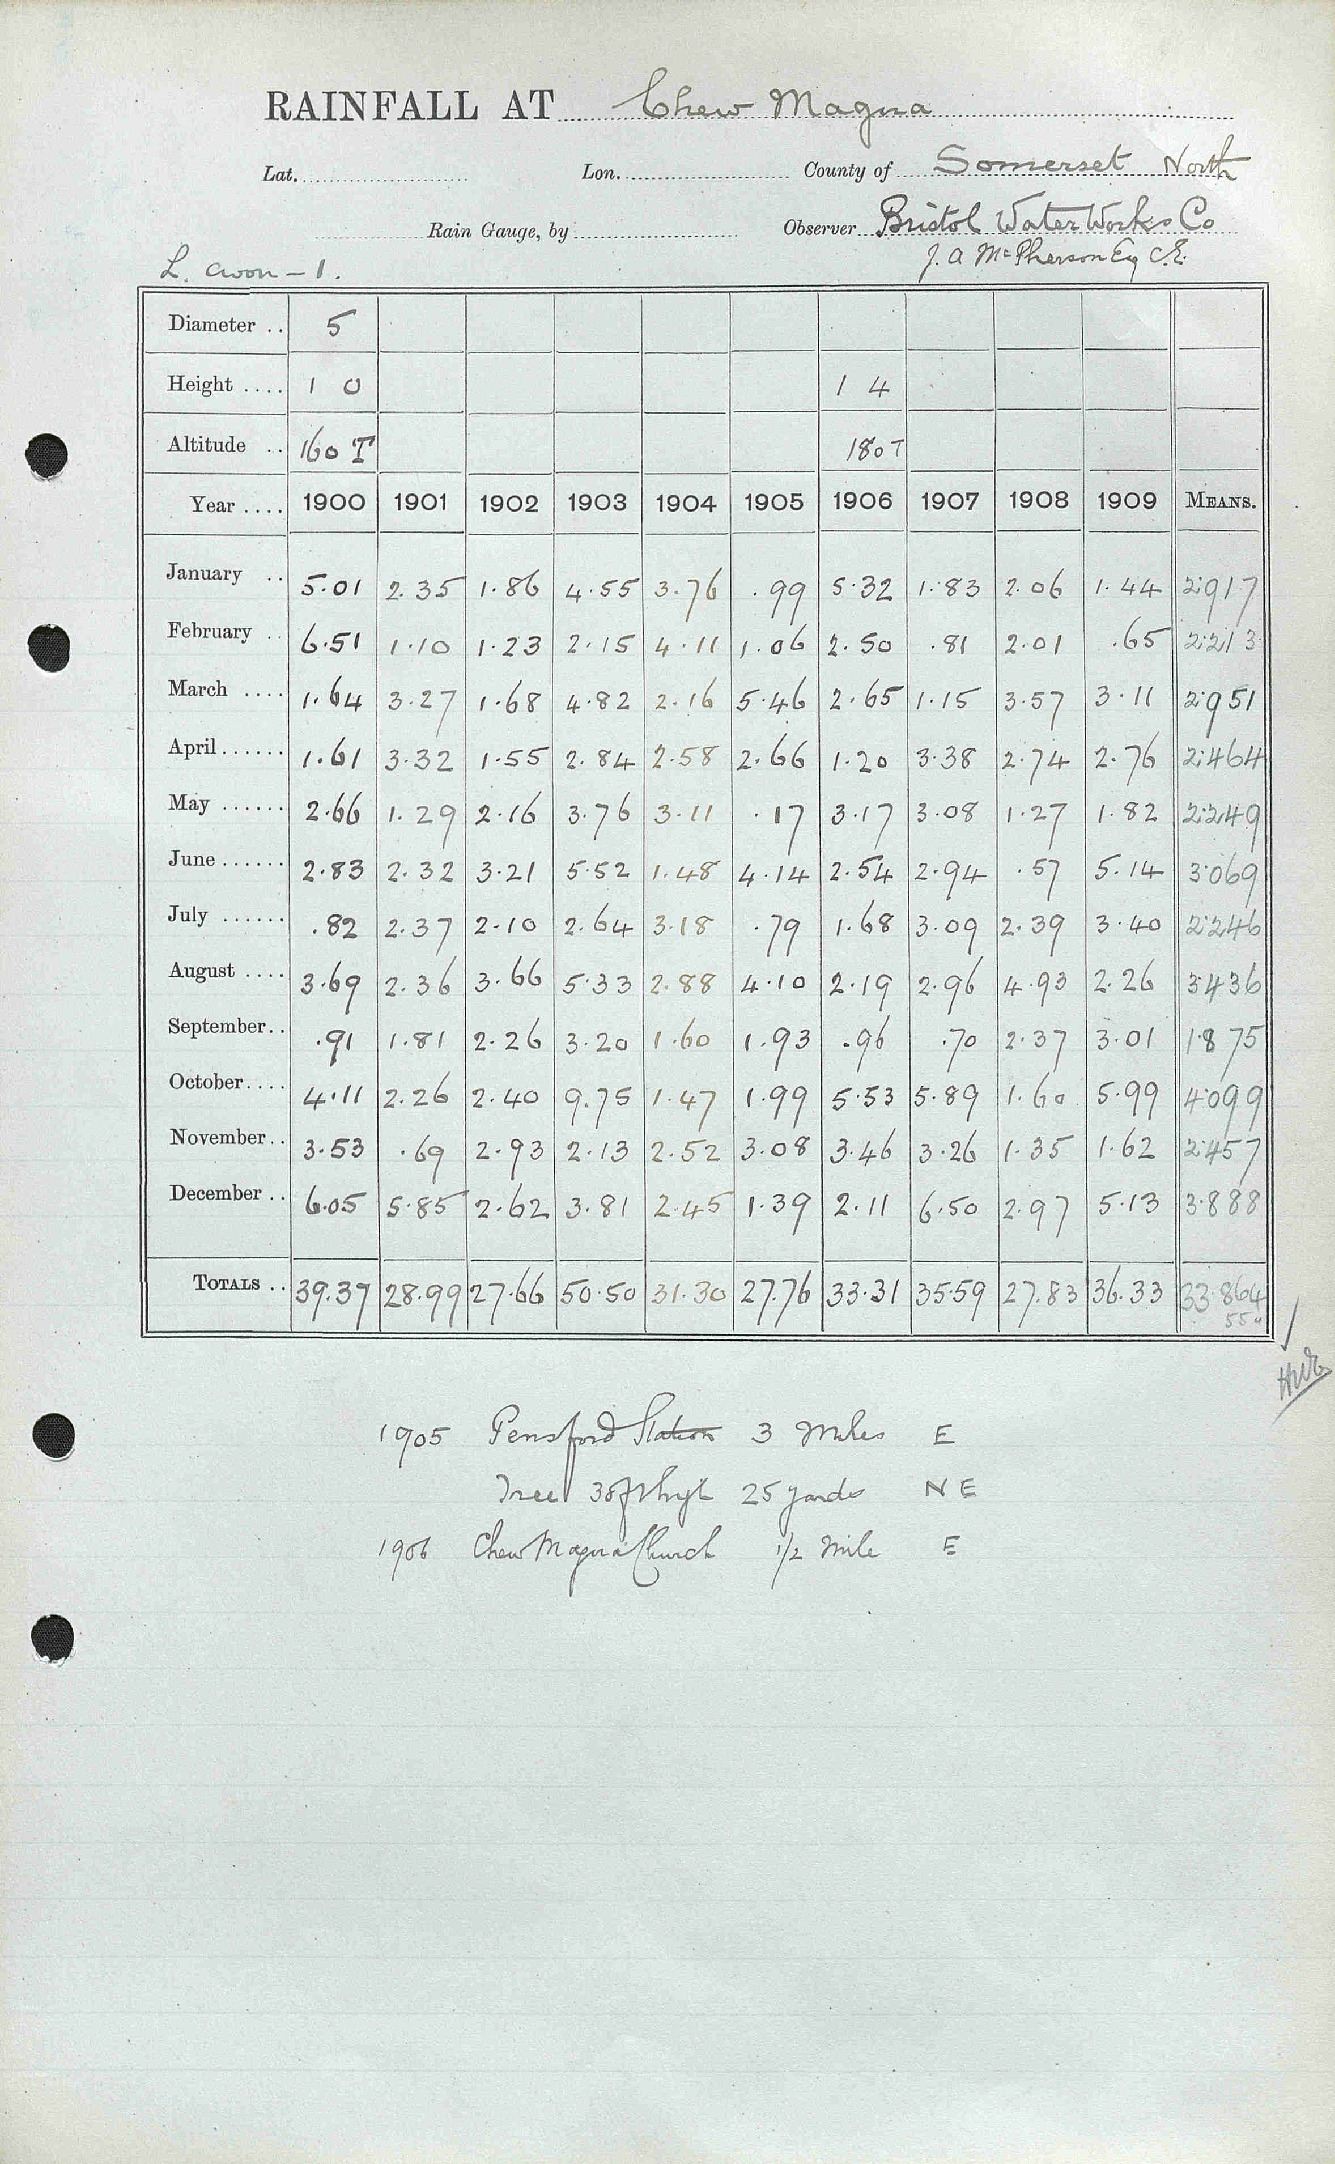 RAINFALL AT Chew Magna
Lat. Lon. County of Somerset North
Rain Gauge, by Observer Bristol Water Works Co
J. A. McPherson Esq C.E.
L. Avon - 1.
Diameter .. 5
Height .... 1 0 1 4
Altitude .. 160 T 180 T
Year .... 1900 1901 1902 1903 1904 1905 1906 1907 1908 1909 MEANS.
January .. 5.01 2.35 1.86 4.55 3.76 .99 5.32 1.83 2.06 1.44 2.917
February .. 6.51 1.10 1.23 2.15 4.11 1.06 2.50 .81 2.01 .65 2.213
March .... 1.64 3.27 1.68 4.82 2.16 5.46 2.65 1.15 3.57 3.11 2.951
April ...... 1.61 3.32 1.55 2.84 2.58 2.66 1.20 3.38 2.74 2.76 2.464
May ...... 2.66 1.29 2.16 3.76 3.11 .17 3.17 3.08 1.27 1.82 2.249
June ...... 2.83 2.32 3.21 5.52 1.48 4.14 2.54 2.94 .57 5.14 3.069
July ...... .82 2.37 2.10 2.64 3.18 .79 1.68 3.09 2.39 3.40 2.246
August .... 3.69 2.36 3.66 5.33 2.88 4.10 2.19 2.96 4.93 2.26 3.436
September.. .91 1.81 2.26 3.20 1.60 1.93 .96 .70 2.37 3.01 1.875
October.... 4.11 2.26 2.40 9.75 1.47 1.99 5.53 5.89 1.60 5.99 4.099
November.. 3.53 .69 2.93 2.13 2.52 3.08 3.46 3.26 1.35 1.62 2.457
December .. 6.05 5.85 2.62 3.81 2.45 1.39 2.11 6.50 2.97 5.13 3.888
TOTALS .. 39.37 28.99 27.66 50.50 31.30 27.76 33.31 35.59 27.83 36.33 33.864
55"
1905 Pensford Station 3 Miles E
Tree 38 ft high 25 yards N E
1906 Chew Magna Church 1/2 Mile E